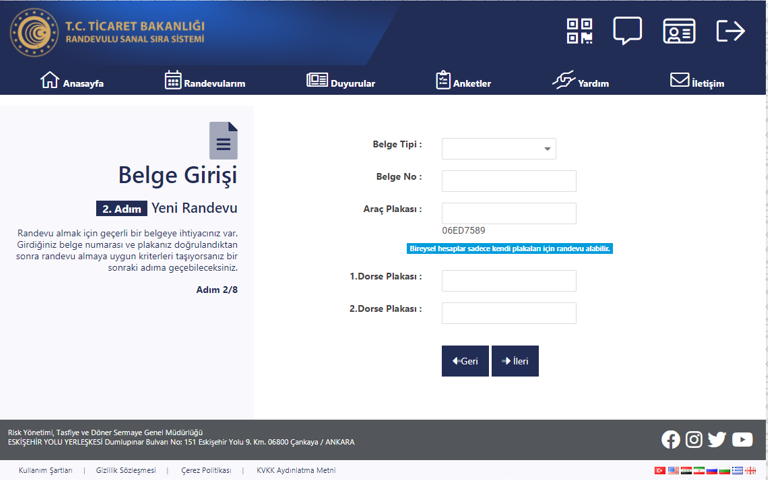 T.C. TİCARET BAKANLIĞI
RANDEVULU SANAL SIRA SİSTEMİ
Anasayfa
Randevularım
Duyurular
Anketler
Yardım
İletişim
Belge Girişi
2. Adım Yeni Randevu
Randevu almak için geçerli bir belgeye ihtiyacınız var.
Girdiğiniz belge numarası ve plakanız doğrulandıktan
sonra randevu almaya uygun kriterleri taşıyorsanız bir
sonraki adıma geçebileceksiniz.
Adım 2/8
Belge Tipi :
Belge No :
Araç Plakası :
06ED7589
Bireysel hesaplar sadece kendi plakaları için randevu alabilir.
1.Dorse Plakası :
2.Dorse Plakası :
Geri
İleri
Risk Yönetimi, Tasfiye ve Döner Sermaye Genel Müdürlüğü
ESKİŞEHİR YOLU YERLEŞKESİ Dumlupınar Bulvarı No: 151 Eskişehir Yolu 9. Km. 06800 Çankaya / ANKARA
Kullanım Şartları | Gizlilik Sözleşmesi | Çerez Politikası | KVKK Aydınlatma Metni